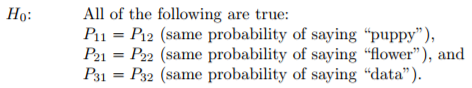 H₀: All of the following are true:
P₁₁ = P₁₂ (same probability of saying “puppy”),
P₂₁ = P₂₂ (same probability of saying “flower”), and
P₃₁ = P₃₂ (same probability of saying “data”).